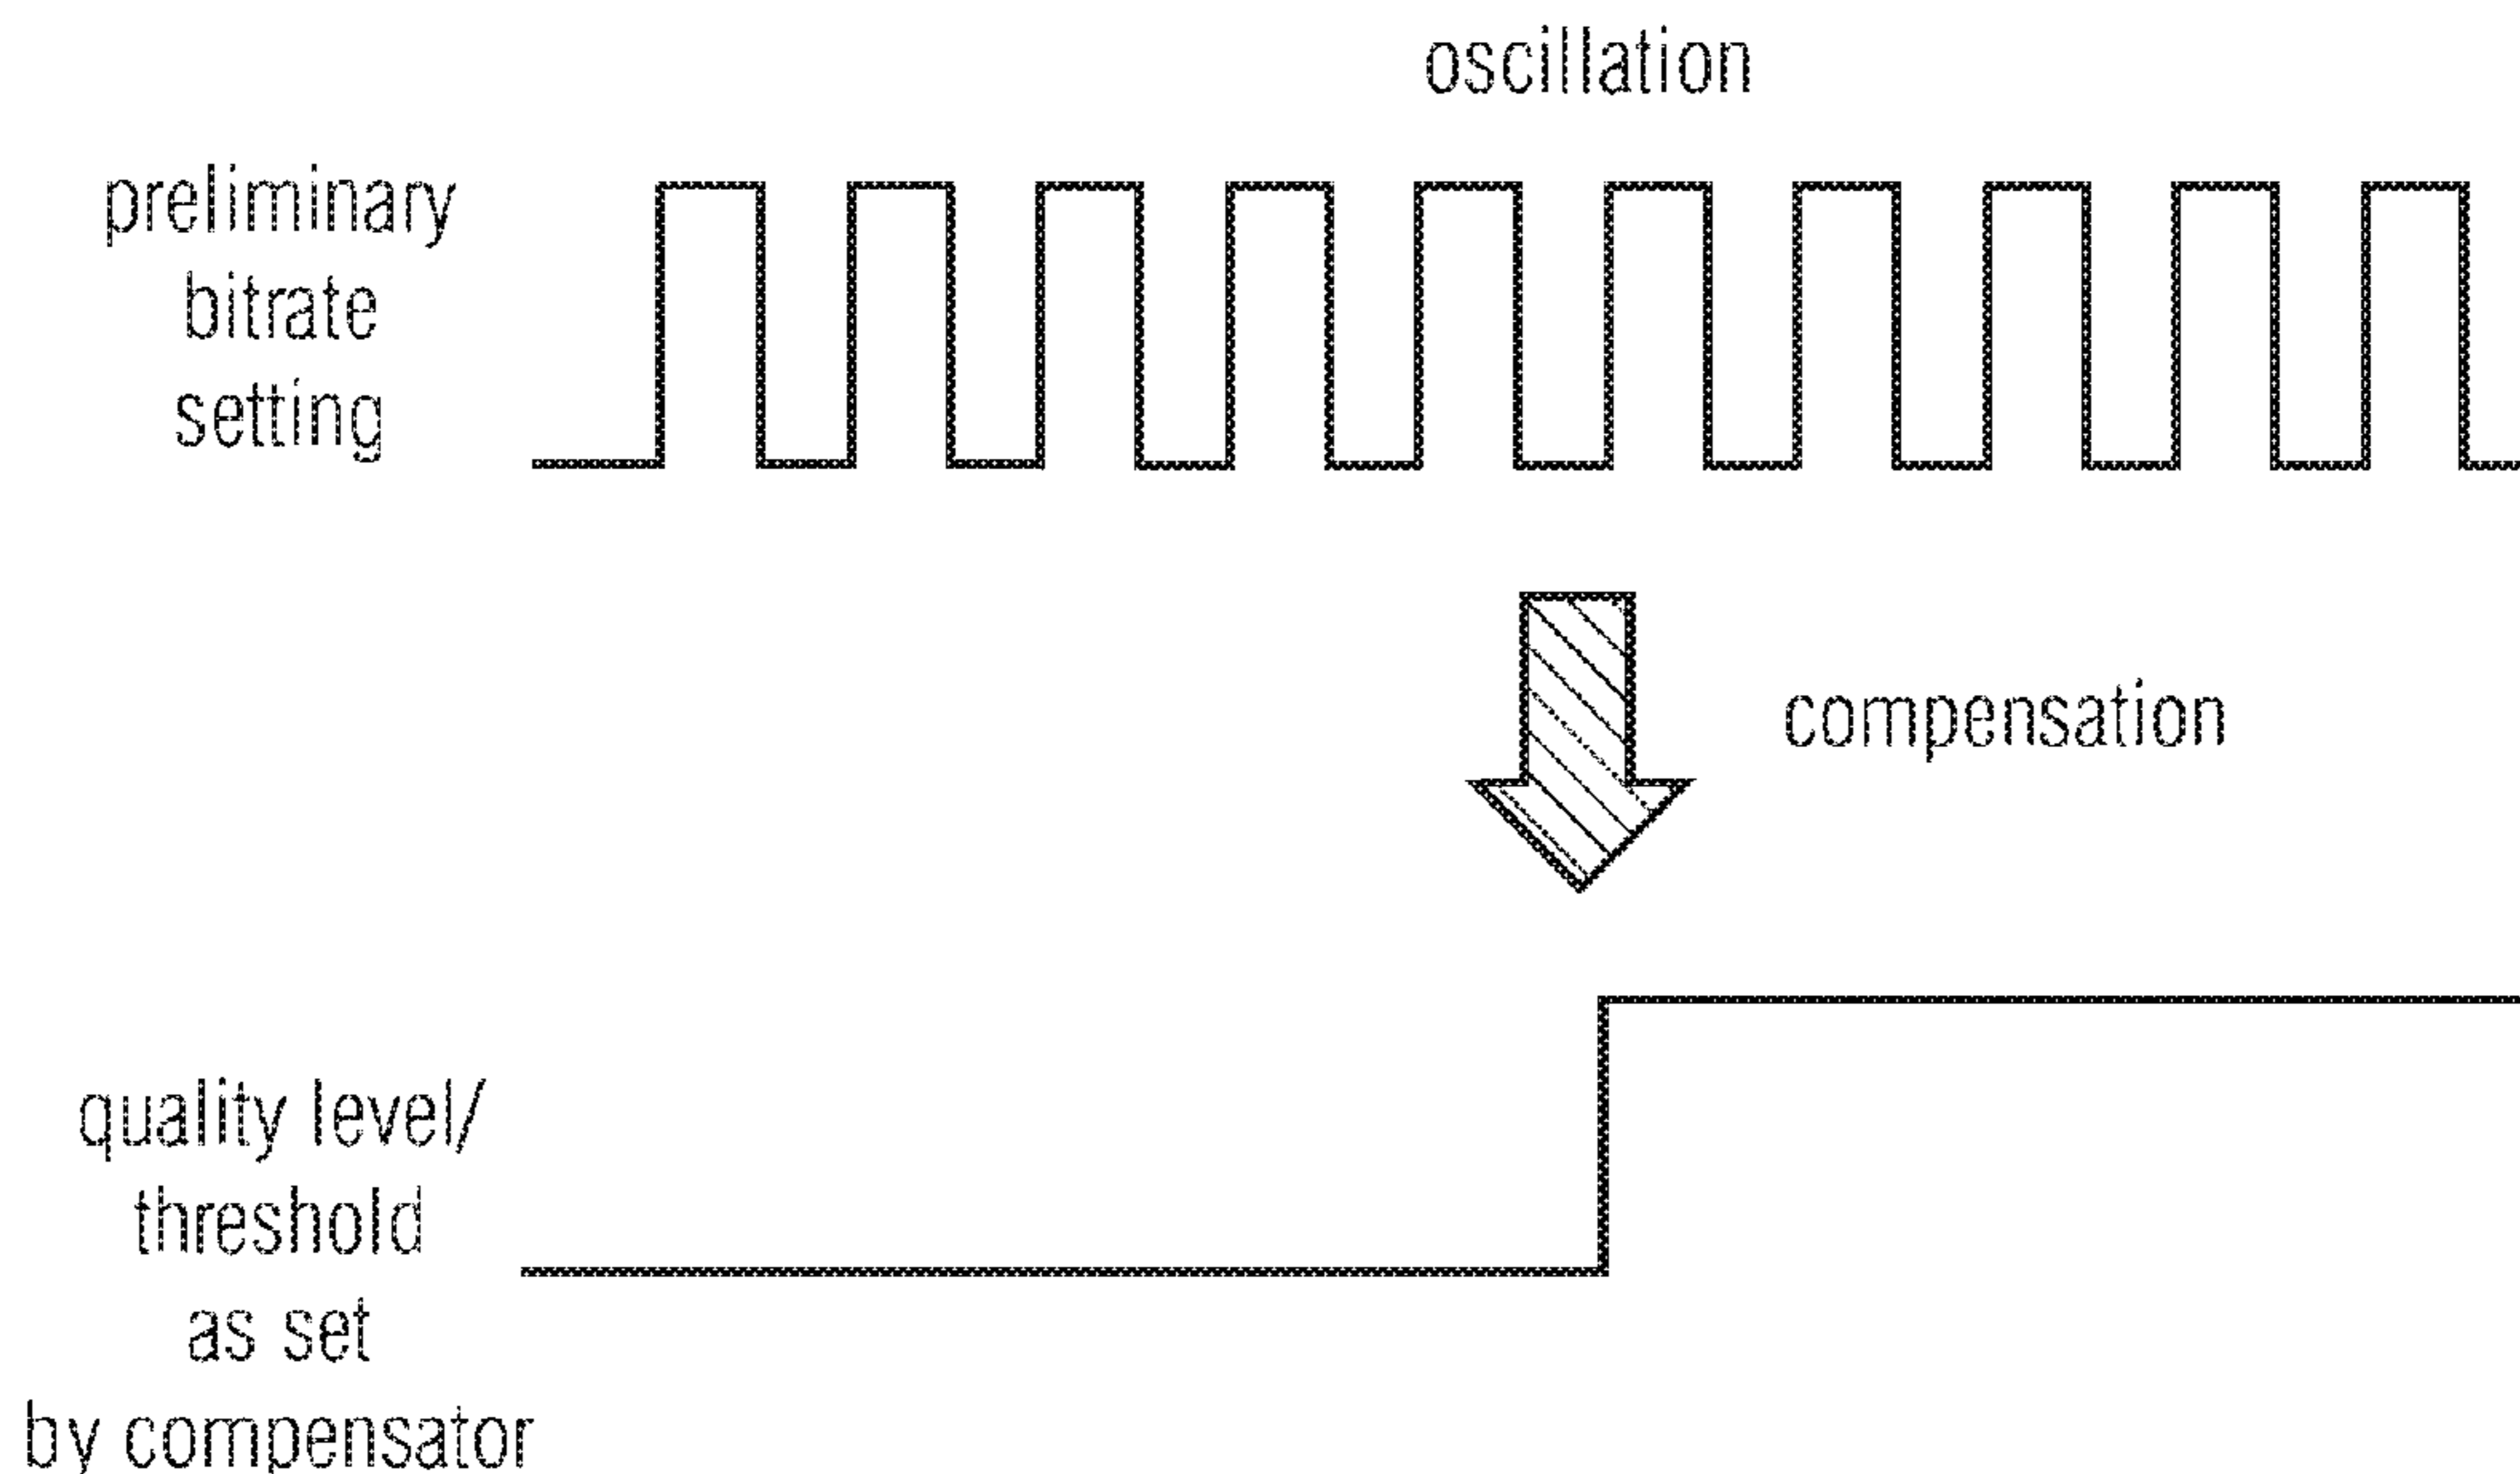 oscillation
preliminary
bitrate
setting
compensation
quality level/
threshold
as set
by compensator